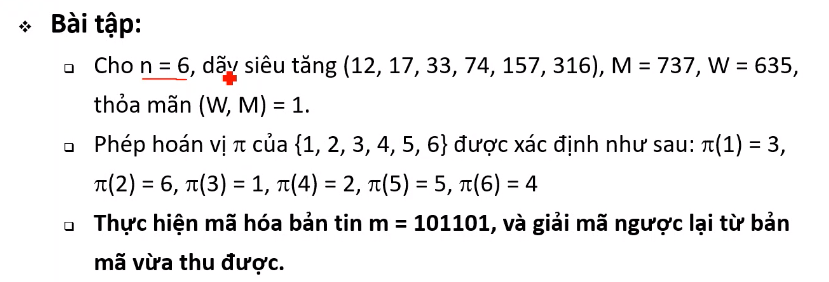 ❖ Bài tập:
❑ Cho n = 6, dãy siêu tăng (12, 17, 33, 74, 157, 316), M = 737, W = 635,
thỏa mãn (W, M) = 1.
❑ Phép hoán vị π của {1, 2, 3, 4, 5, 6} được xác định như sau: π(1) = 3,
π(2) = 6, π(3) = 1, π(4) = 2, π(5) = 5, π(6) = 4
❑ Thực hiện mã hóa bản tin m = 101101, và giải mã ngược lại từ bản
mã vừa thu được.